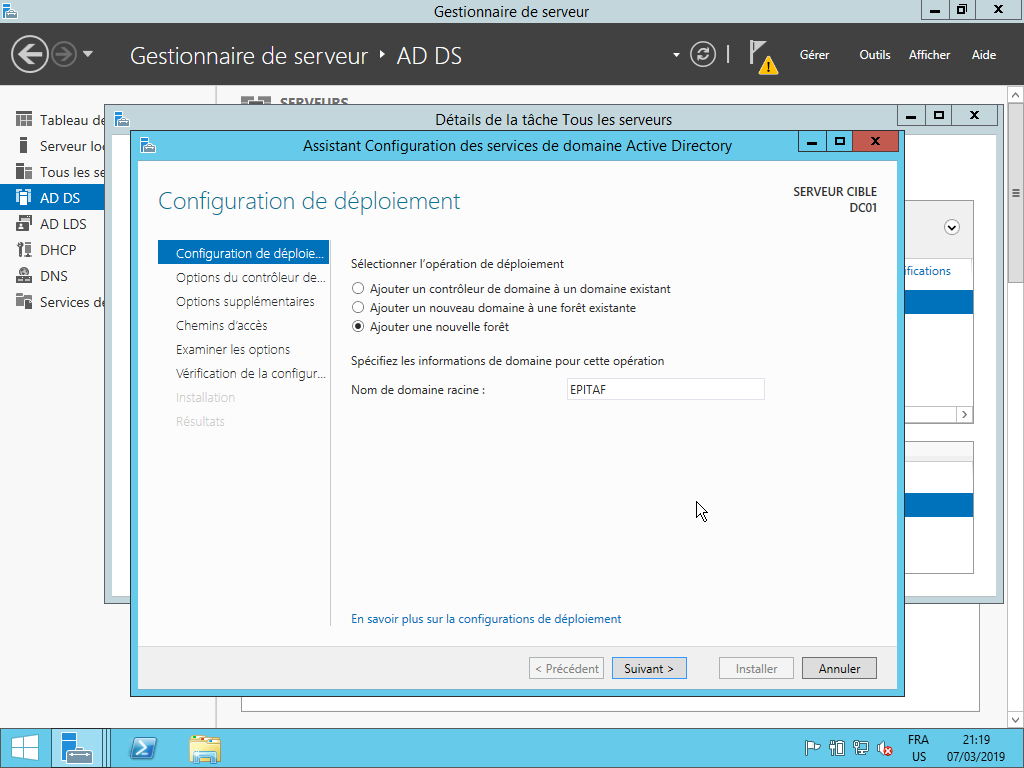 Gestionnaire de serveur
Gestionnaire de serveur ‣ AD DS
Gérer Outils Afficher Aide
SERVEURS
Tableau de
Serveur loc
Tous les se
AD DS
AD LDS
DHCP
DNS
Services de
Détails de la tâche Tous les serveurs
Assistant Configuration des services de domaine Active Directory
Configuration de déploiement
SERVEUR CIBLE
DC01
Configuration de déploie...
Options du contrôleur de...
Options supplémentaires
Chemins d'accès
Examiner les options
Vérification de la configur...
Installation
Résultats
Sélectionner l'opération de déploiement
Ajouter un contrôleur de domaine à un domaine existant
Ajouter un nouveau domaine à une forêt existante
Ajouter une nouvelle forêt
Spécifiez les informations de domaine pour cette opération
Nom de domaine racine : EPITAF
ifications
En savoir plus sur la configurations de déploiement
< Précédent Suivant > Installer Annuler
FRA
US
21:19
07/03/2019